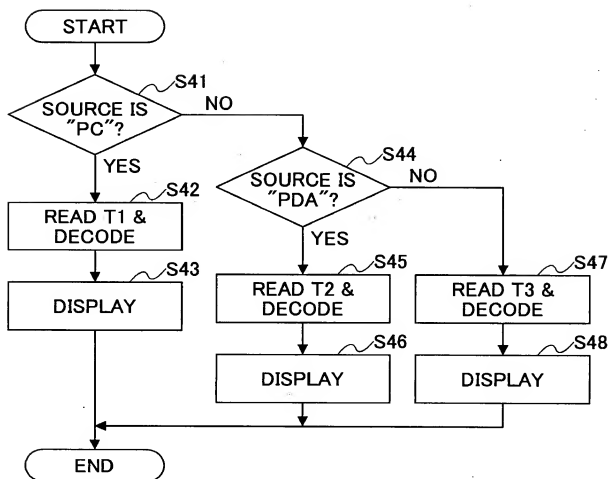 START
S41
SOURCE IS
"PC"?
NO
YES
S42
READ T1 &
DECODE
S43
DISPLAY
S44
SOURCE IS
"PDA"?
NO
YES
S45
READ T2 &
DECODE
S46
DISPLAY
S47
READ T3 &
DECODE
S48
DISPLAY
END